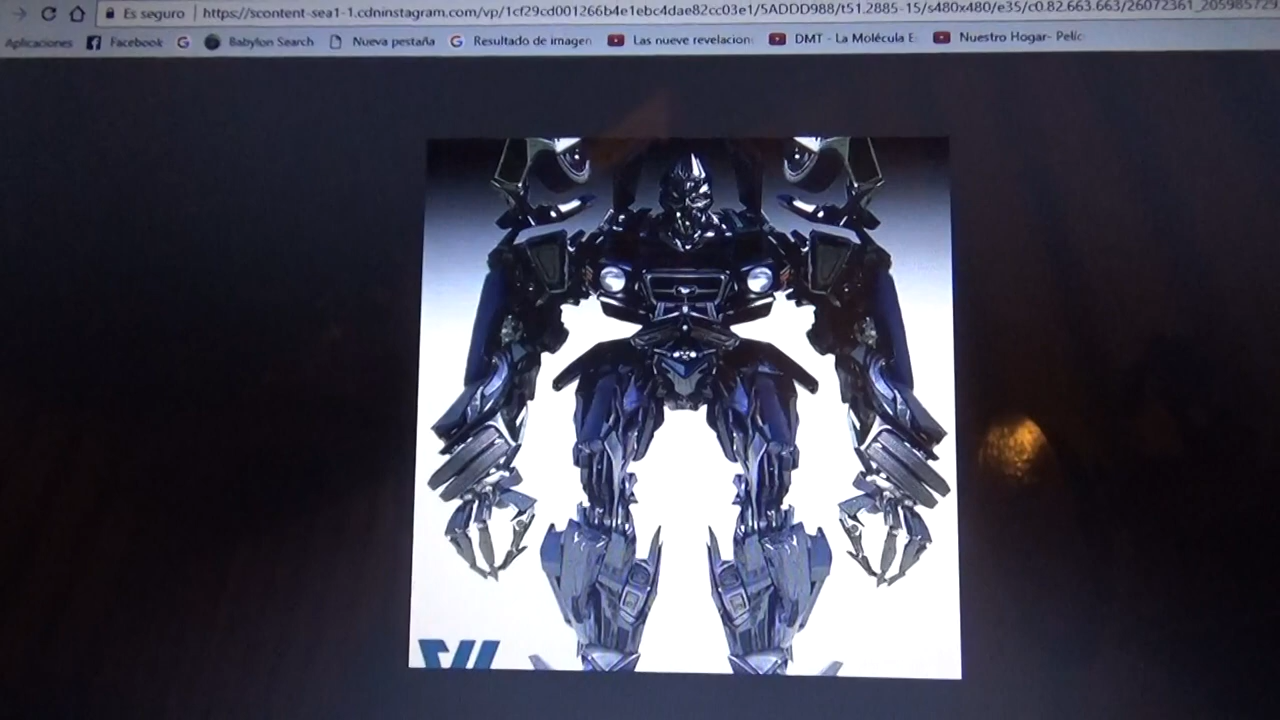 Es seguro | https://scontent-sea1-1.cdninstagram.com/vp/1cf29cd001266b4e1ebc4dae82cc03e1/5ADDD988/t51.2885-15/s480x480/e35/c0.82.663.663/26072361_205985729
Aplicaciones Facebook Babylon Search Nueva pestaña Resultado de imagen Las nueve revelacion DMT - La Molécula E Nuestro Hogar- Pelíc